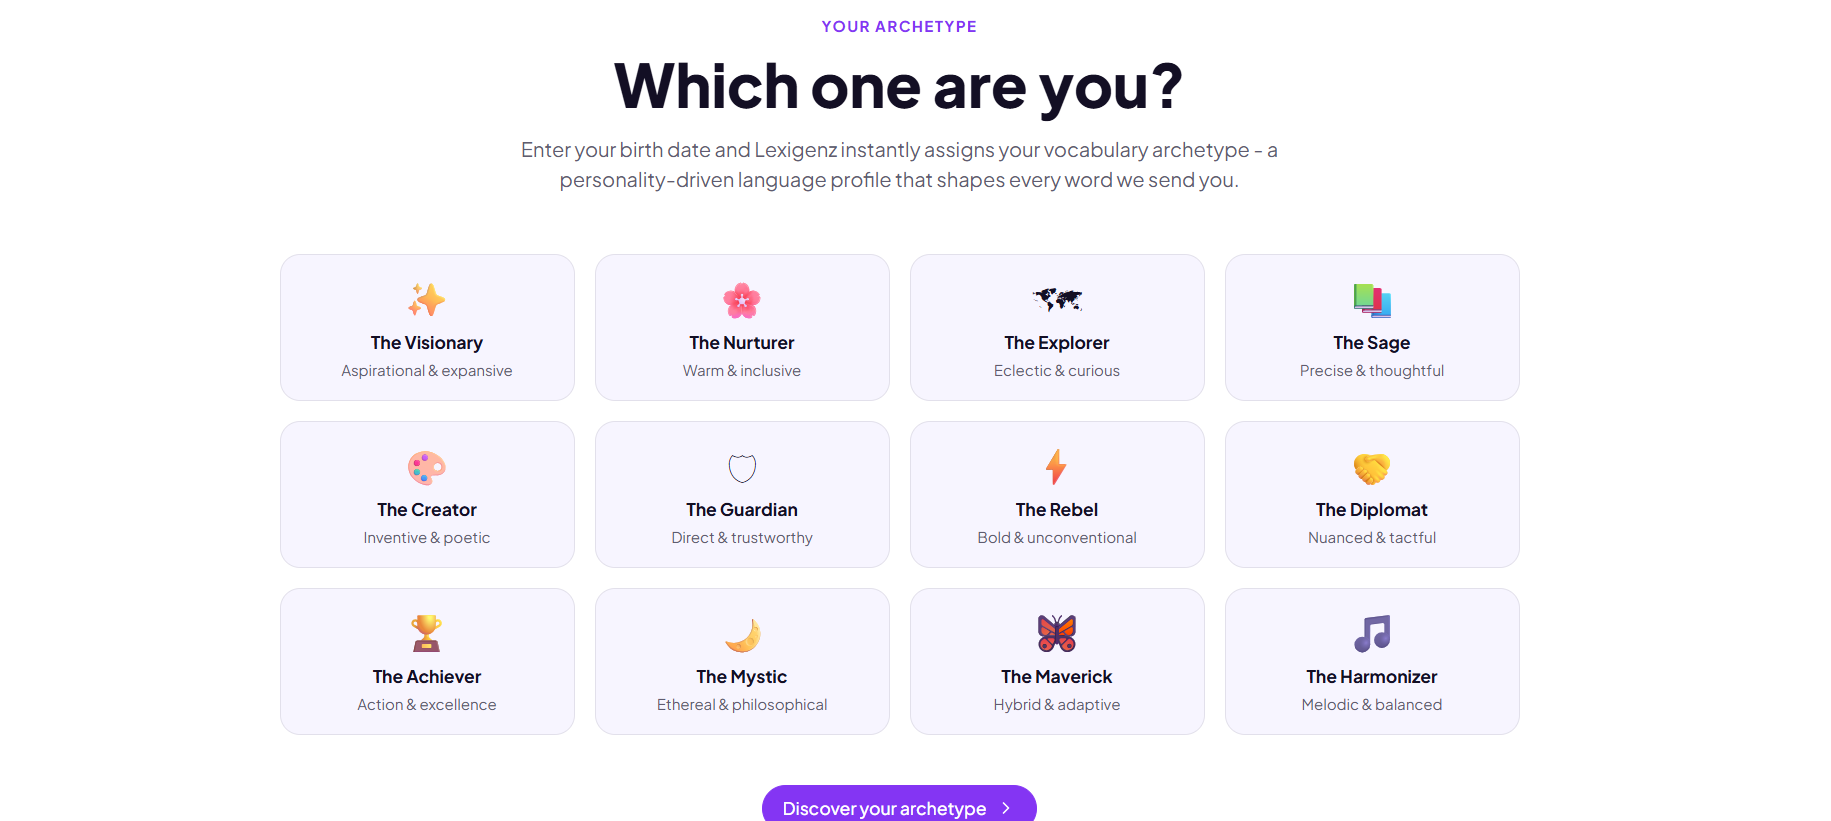 YOUR ARCHETYPE
Which one are you?
Enter your birth date and Lexigenz instantly assigns your vocabulary archetype - a
personality-driven language profile that shapes every word we send you.
The Visionary
Aspirational & expansive
The Nurturer
Warm & inclusive
The Explorer
Eclectic & curious
The Sage
Precise & thoughtful
The Creator
Inventive & poetic
The Guardian
Direct & trustworthy
The Rebel
Bold & unconventional
The Diplomat
Nuanced & tactful
The Achiever
Action & excellence
The Mystic
Ethereal & philosophical
The Maverick
Hybrid & adaptive
The Harmonizer
Melodic & balanced
Discover your archetype